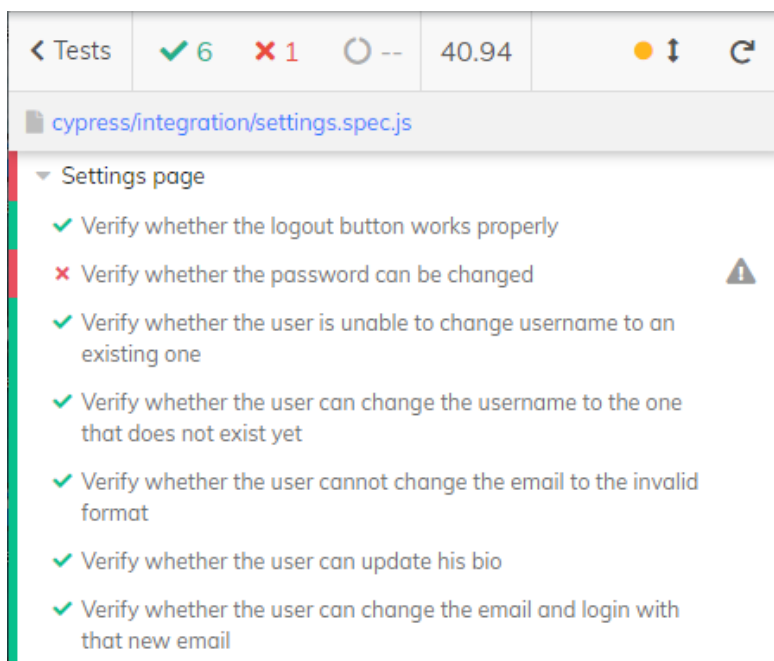 Tests 6 1 -- 40.94
cypress/integration/settings.spec.js
Settings page
Verify whether the logout button works properly
Verify whether the password can be changed
Verify whether the user is unable to change username to an
existing one
Verify whether the user can change the username to the one
that does not exist yet
Verify whether the user cannot change the email to the invalid
format
Verify whether the user can update his bio
Verify whether the user can change the email and login with
that new email